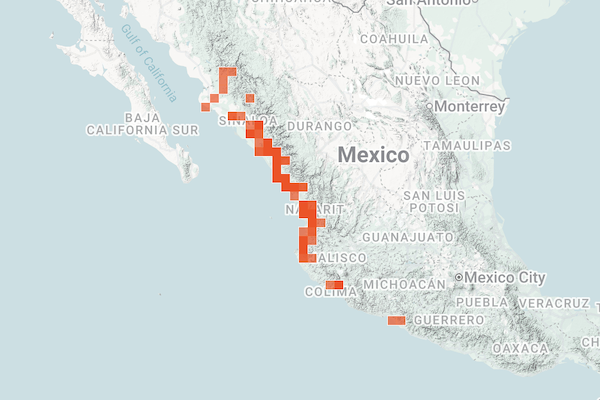 San Antonio
CHIHUAHUA
COAHUILA
Gulf of California
NUEVO LEON
Monterrey
BAJA
CALIFORNIA SUR
SINALOA
DURANGO
TAMAULIPAS
Mexico
SAN LUIS
POTOSI
NAYARIT
GUANAJUATO
JALISCO
Mexico City
COLIMA
MICHOACÁN
PUEBLA
VERACRUZ
T
GUERRERO
OAXACA
CH